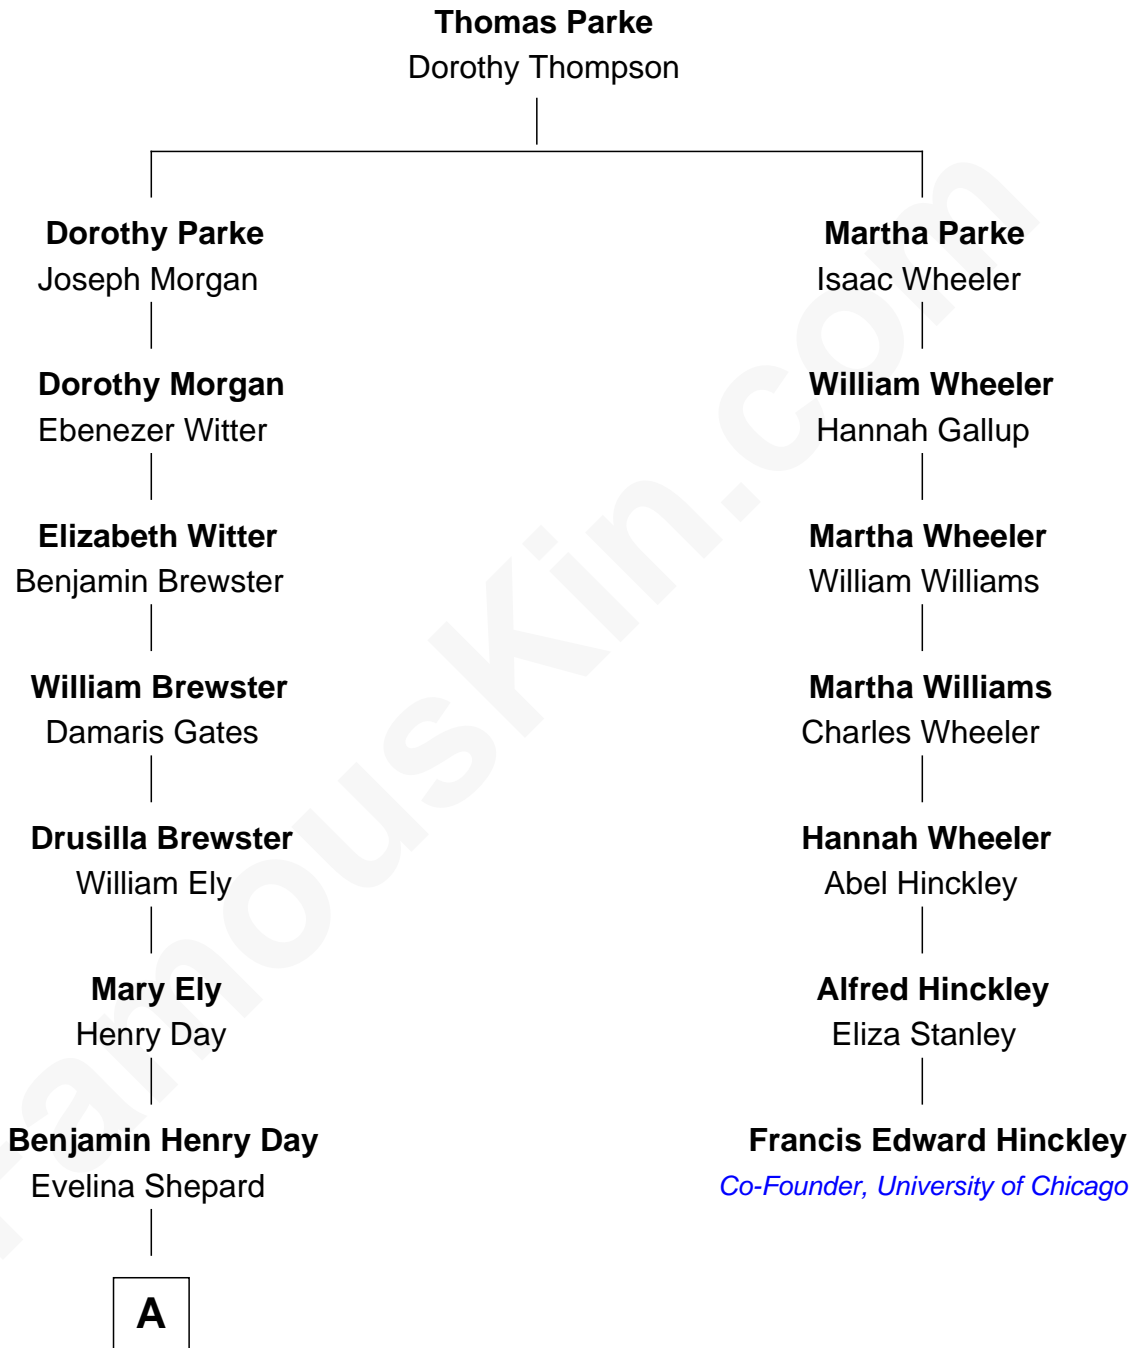 Thomas Parke
Dorothy Thompson
Dorothy Parke
Joseph Morgan
Dorothy Morgan
Ebenezer Witter
Elizabeth Witter
Benjamin Brewster
William Brewster
Damaris Gates
Drusilla Brewster
William Ely
Mary Ely
Henry Day
Benjamin Henry Day
Evelina Shepard
A
Martha Parke
Isaac Wheeler
William Wheeler
Hannah Gallup
Martha Wheeler
William Williams
Martha Williams
Charles Wheeler
Hannah Wheeler
Abel Hinckley
Alfred Hinckley
Eliza Stanley
Francis Edward Hinckley
Co-Founder, University of Chicago
FamousKin.com